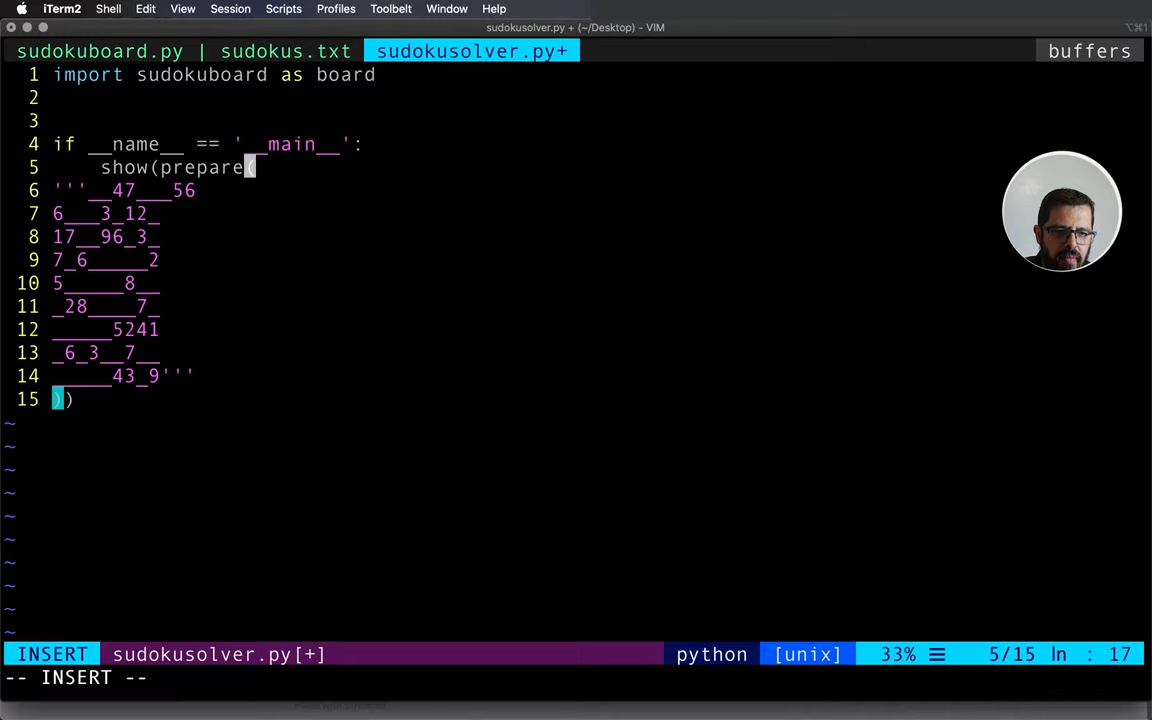 iTerm2 Shell Edit View Session Scripts Profiles Toolbelt Window Help
sudokusolver.py + (~/Desktop) - VIM
⌥⌘1
sudokuboard.py | sudokus.txt sudokusolver.py+ buffers
1 import sudokuboard as board
2
3
4 if __name__ == '__main__':
5     show(prepare(
6 '''__47___56
7 6___3_12_
8 17__96_3_
9 7_6_____2
10 5_____8__
11 _28____7_
12 _____5241
13 _6_3__7__
14 _____43_9'''
15 ))
~
~
~
~
~
~
~
~
~
~
INSERT sudokusolver.py[+] python [unix] 33% ☰ 5/15 ln : 17
-- INSERT --